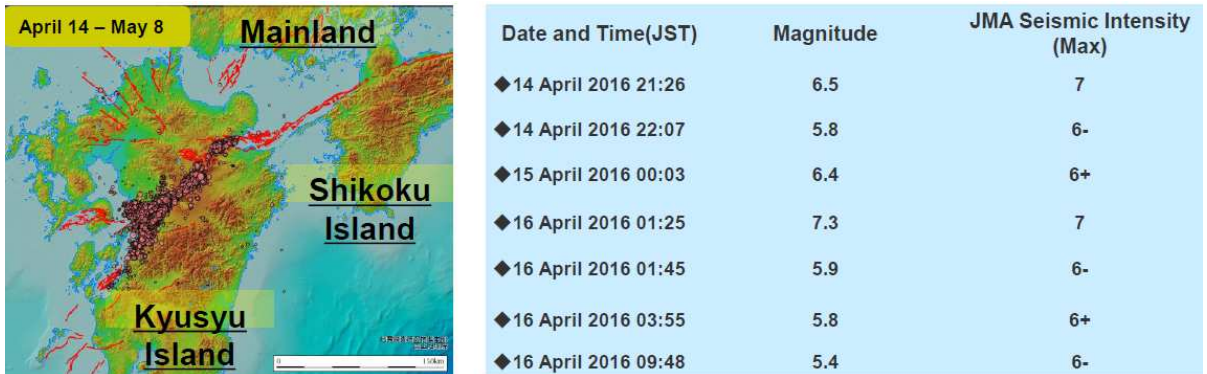 April 14 – May 8
Mainland
Shikoku
Island
Kyusyu
Island
0
150km
Date and Time(JST) Magnitude JMA Seismic Intensity
(Max)
◆14 April 2016 21:26 6.5 7
◆14 April 2016 22:07 5.8 6-
◆15 April 2016 00:03 6.4 6+
◆16 April 2016 01:25 7.3 7
◆16 April 2016 01:45 5.9 6-
◆16 April 2016 03:55 5.8 6+
◆16 April 2016 09:48 5.4 6-